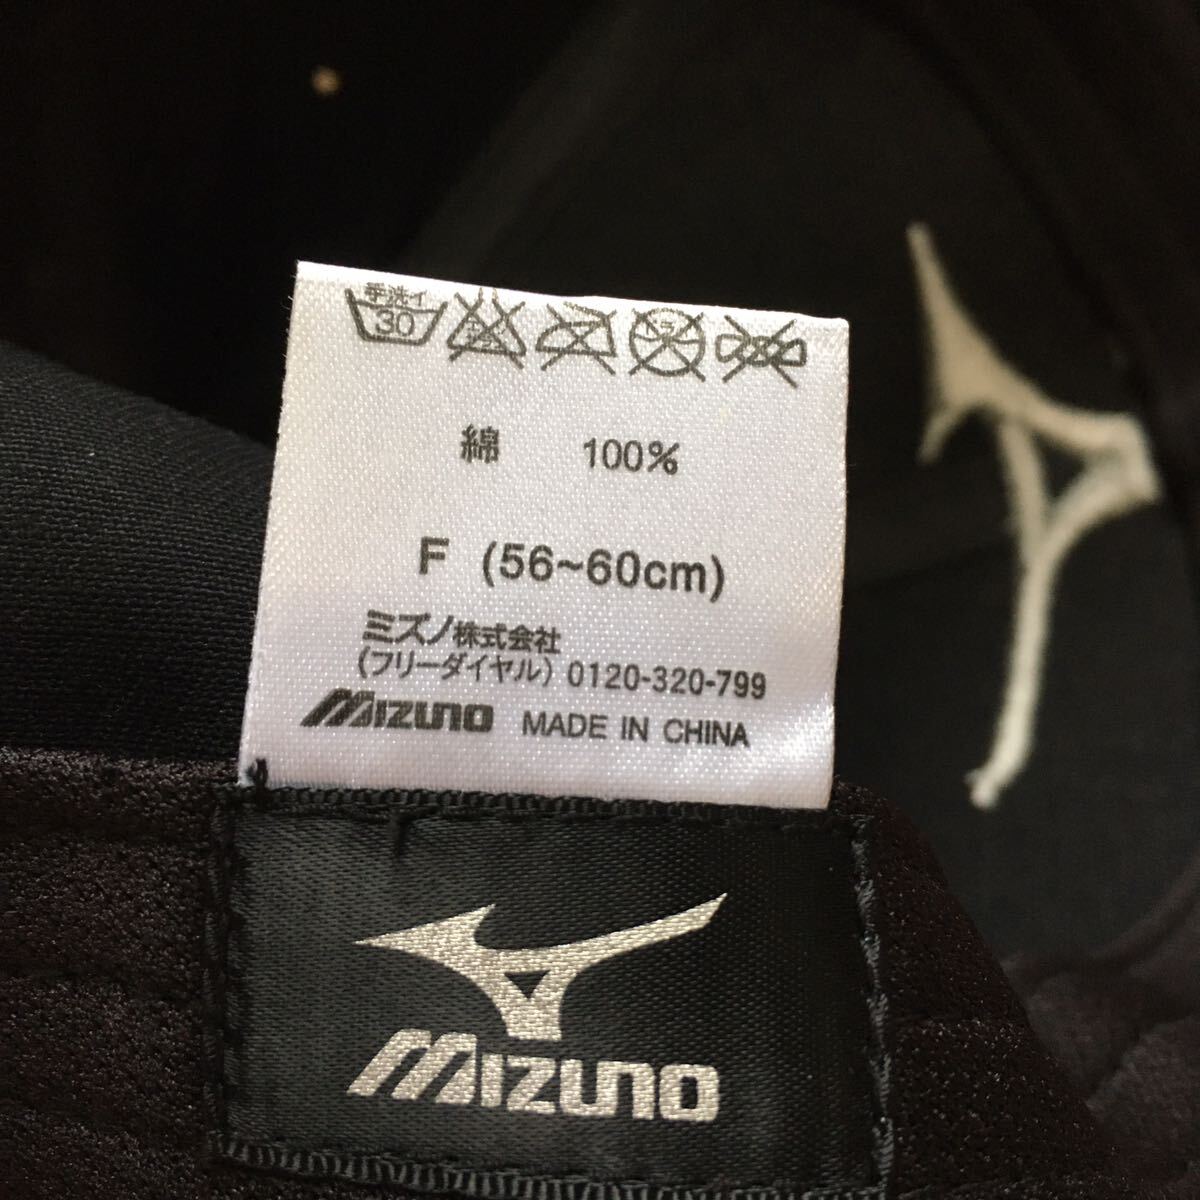 手洗イ
30
綿 100%
F (56~60cm)
ミズノ株式会社
(フリーダイヤル) 0120-320-799
MIZUNO MADE IN CHINA
MIZUNO